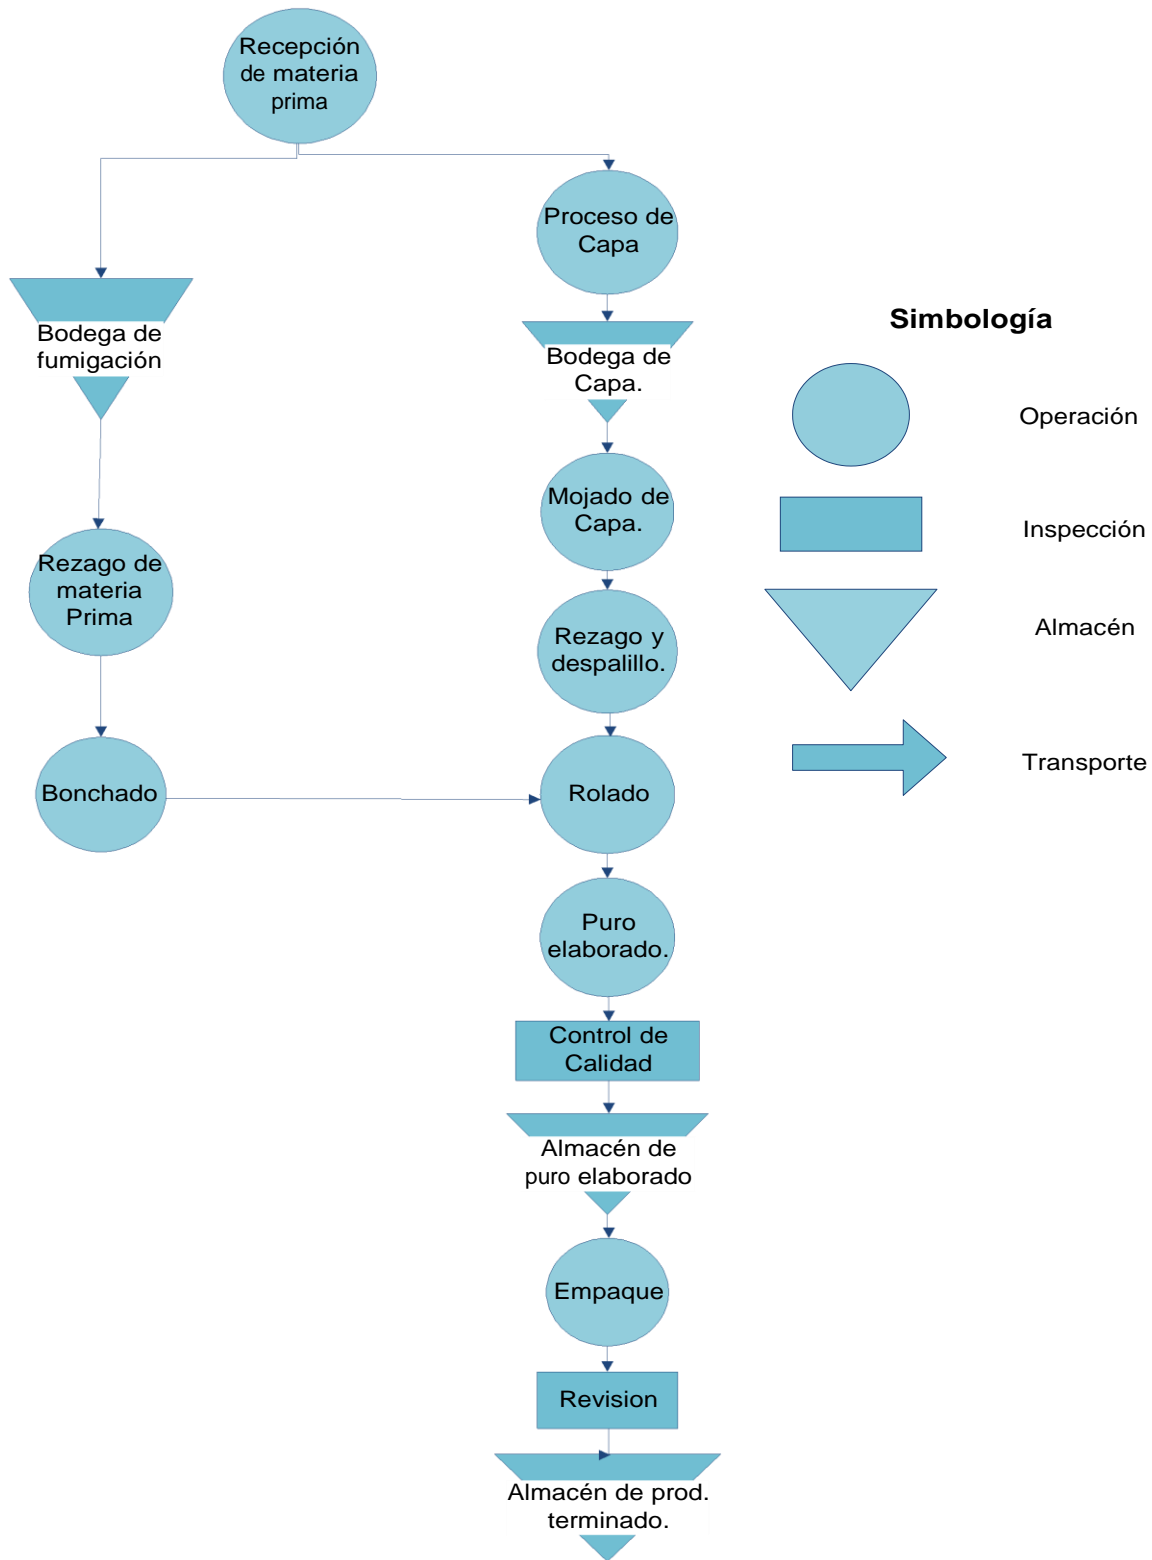 Recepción
de materia
prima
Proceso de
Capa
Bodega de
fumigación
Bodega de
Capa.
Mojado de
Capa.
Rezago de
materia
Prima
Rezago y
despalillo.
Bonchado
Rolado
Puro
elaborado.
Control de
Calidad
Almacén de
puro elaborado
Empaque
Revision
Almacén de prod.
terminado.
Simbología
Operación
Inspección
Almacén
Transporte